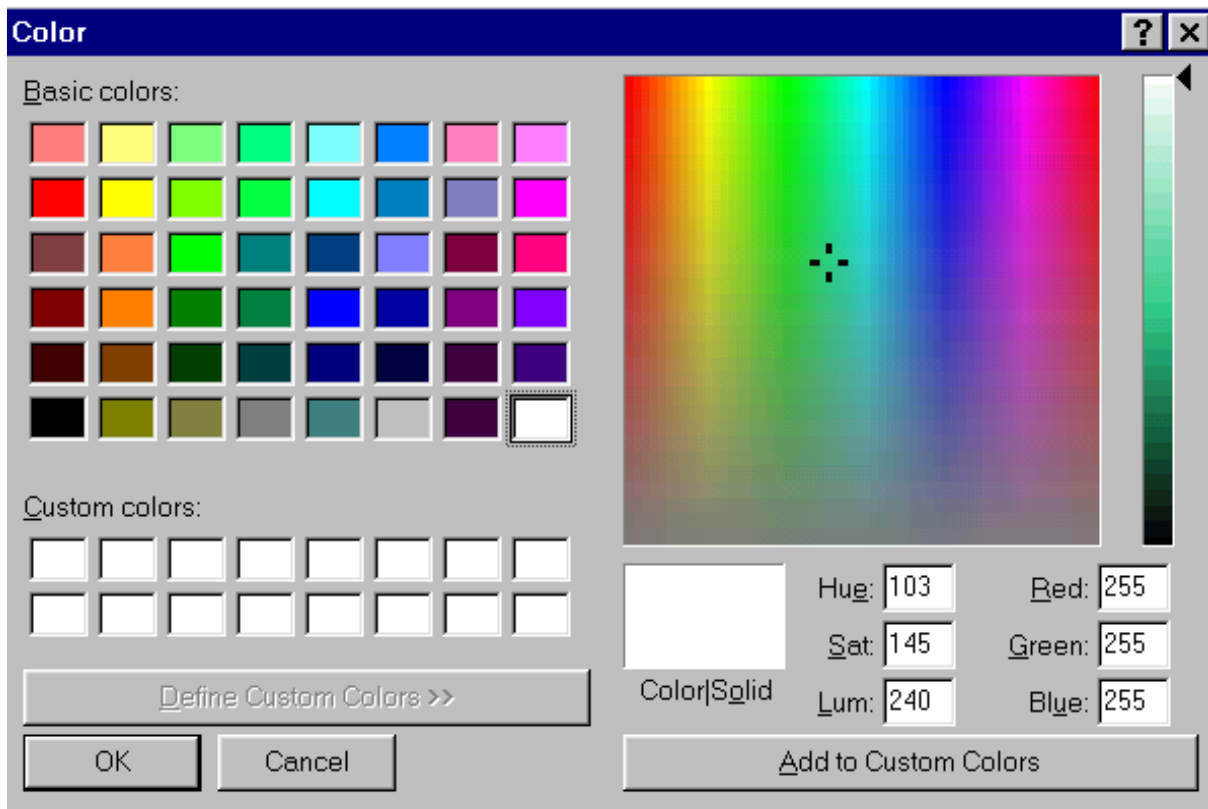 Color
Basic colors:
Custom colors:
Define Custom Colors >>
OK
Cancel
Color|Solid
Hue: 103
Sat: 145
Lum: 240
Red: 255
Green: 255
Blue: 255
Add to Custom Colors